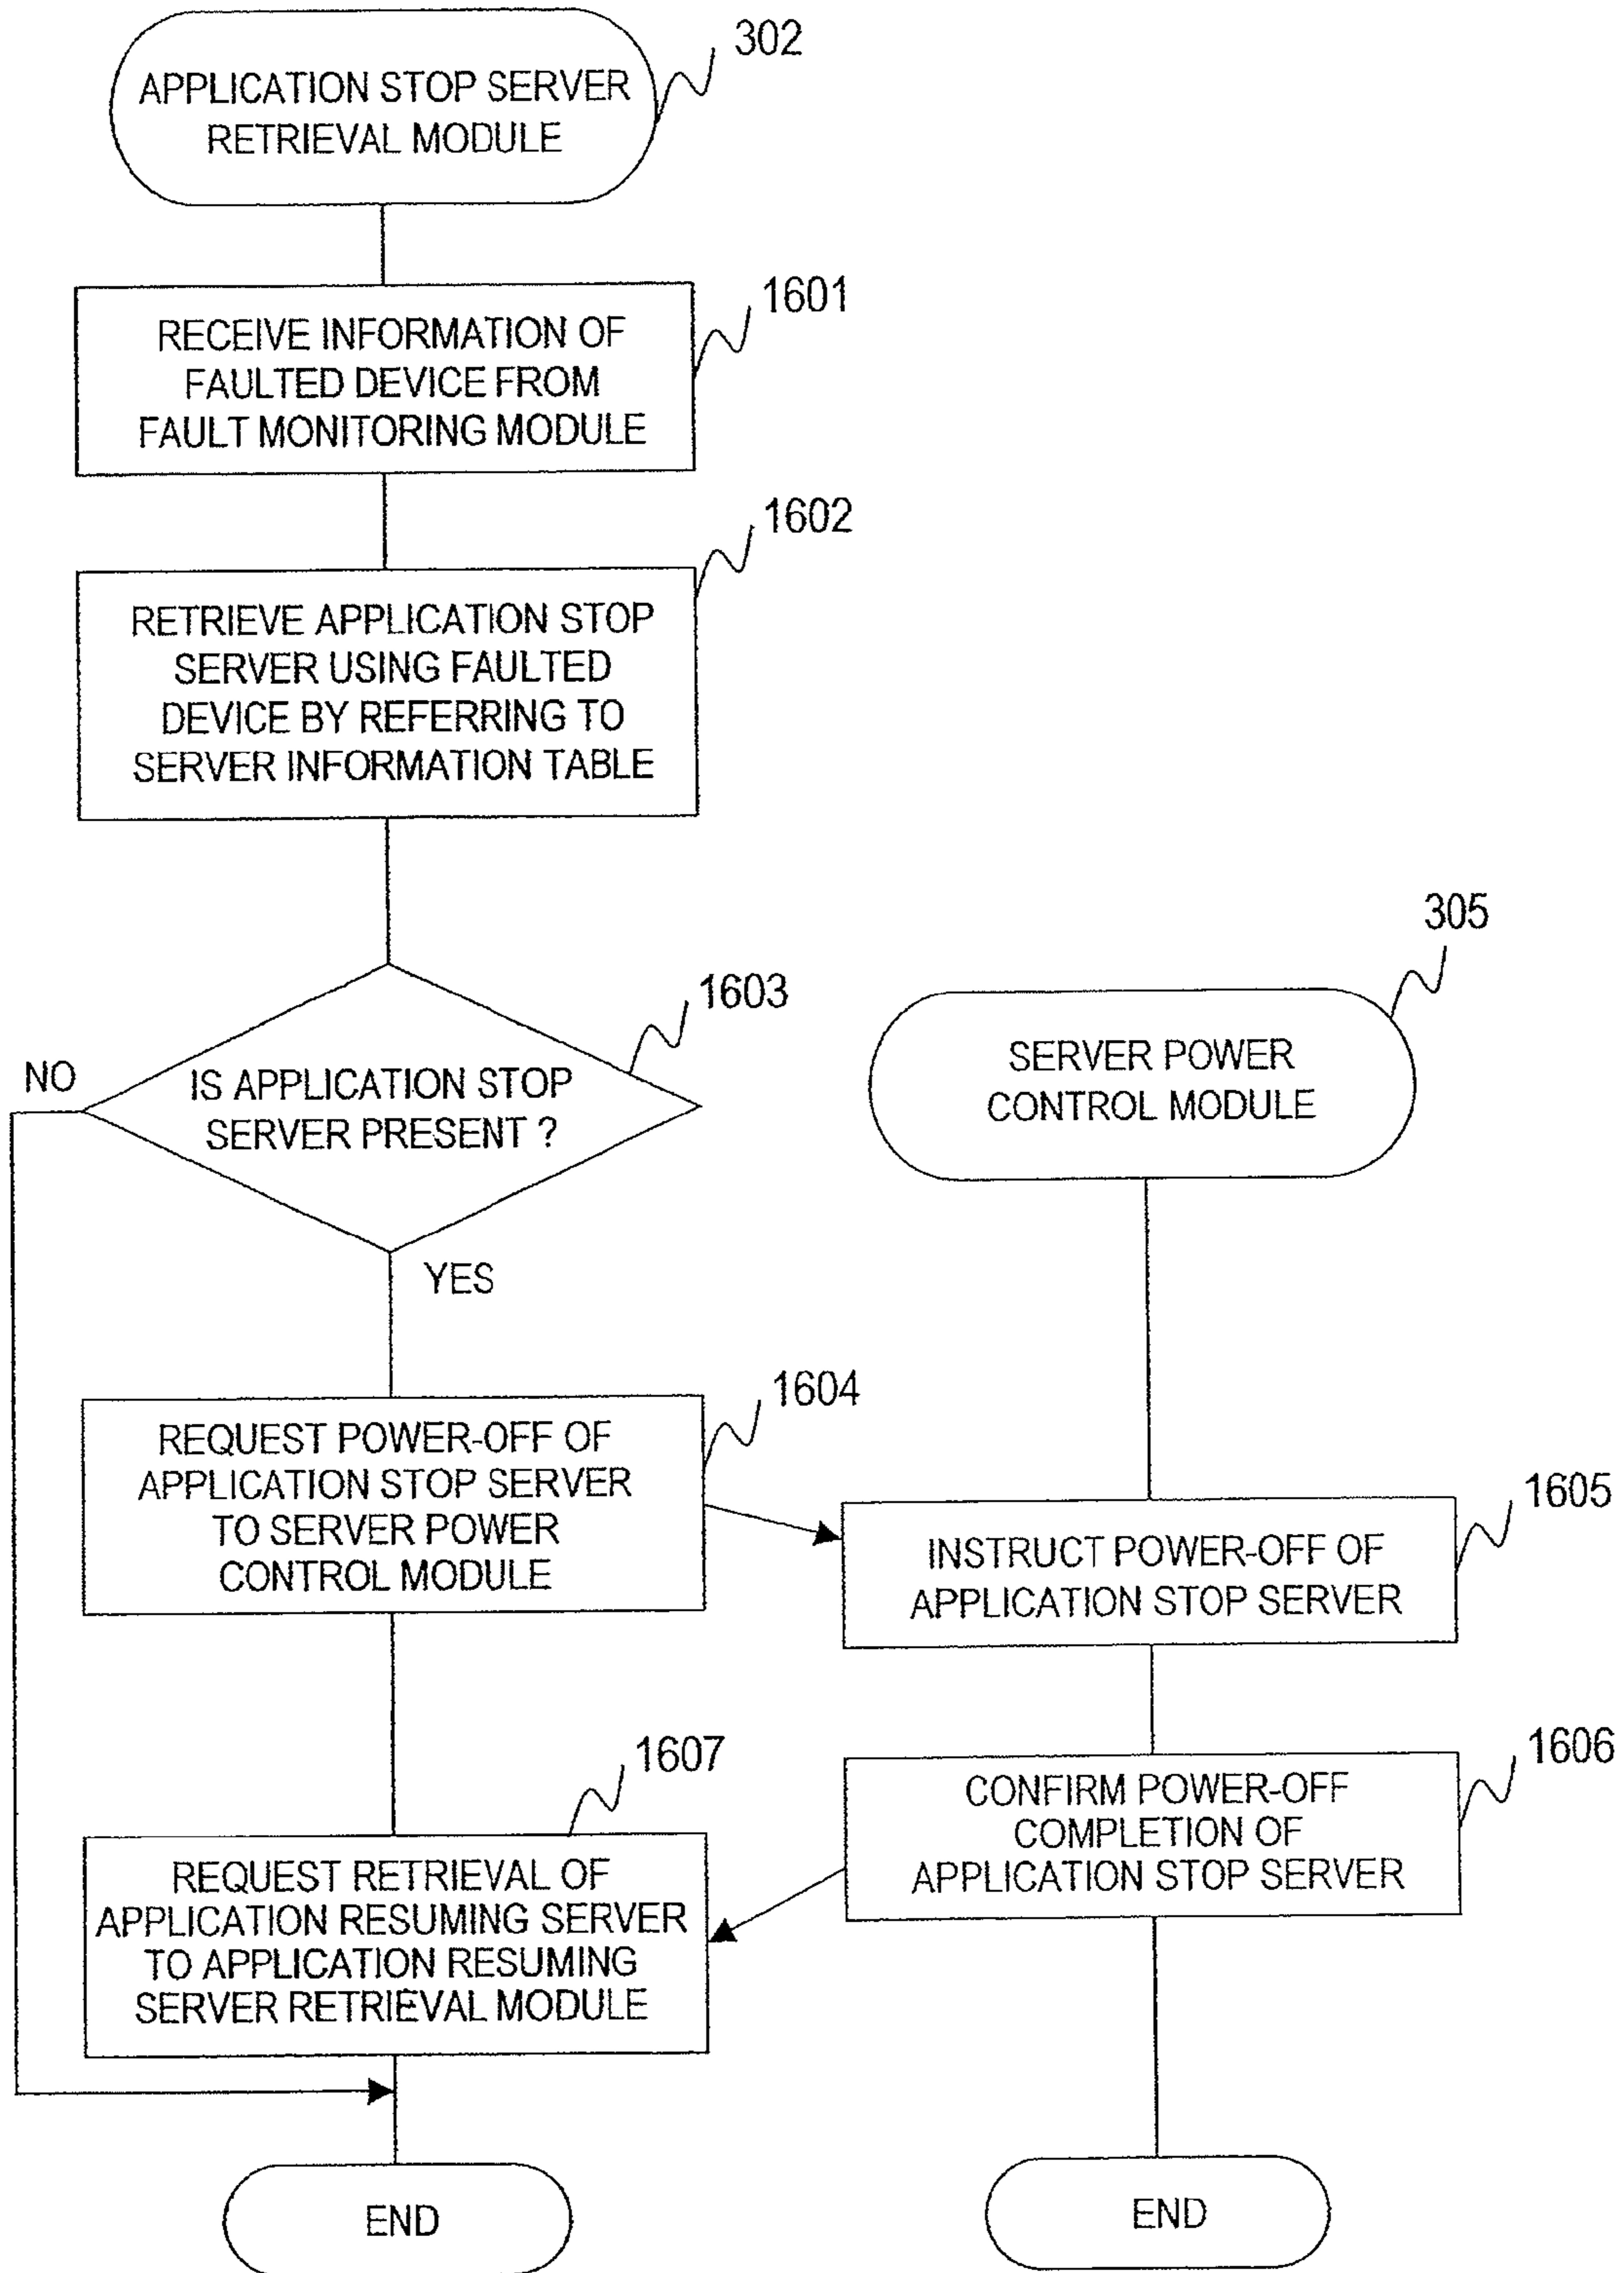 302
APPLICATION STOP SERVER
RETRIEVAL MODULE
1601
RECEIVE INFORMATION OF
FAULTED DEVICE FROM
FAULT MONITORING MODULE
1602
RETRIEVE APPLICATION STOP
SERVER USING FAULTED
DEVICE BY REFERRING TO
SERVER INFORMATION TABLE
1603
NO
IS APPLICATION STOP
SERVER PRESENT ?
YES
305
SERVER POWER
CONTROL MODULE
1604
REQUEST POWER-OFF OF
APPLICATION STOP SERVER
TO SERVER POWER
CONTROL MODULE
1605
INSTRUCT POWER-OFF OF
APPLICATION STOP SERVER
1606
CONFIRM POWER-OFF
COMPLETION OF
APPLICATION STOP SERVER
1607
REQUEST RETRIEVAL OF
APPLICATION RESUMING SERVER
TO APPLICATION RESUMING
SERVER RETRIEVAL MODULE
END
END